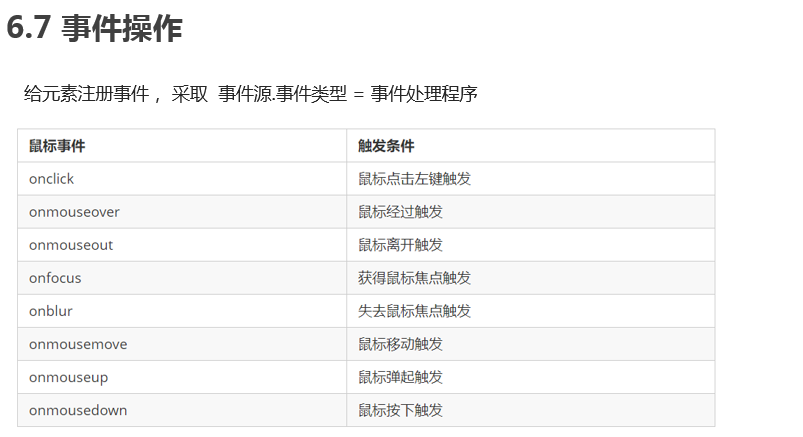 6.7 事件操作
给元素注册事件， 采取 事件源.事件类型 = 事件处理程序
鼠标事件 触发条件
onclick 鼠标点击左键触发
onmouseover 鼠标经过触发
onmouseout 鼠标离开触发
onfocus 获得鼠标焦点触发
onblur 失去鼠标焦点触发
onmousemove 鼠标移动触发
onmouseup 鼠标弹起触发
onmousedown 鼠标按下触发